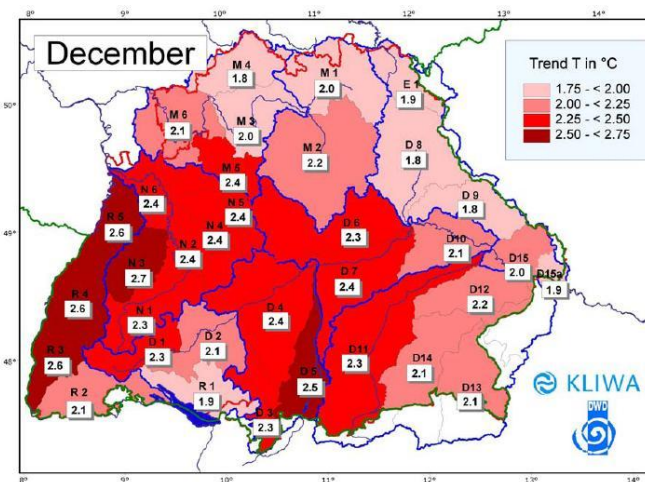 8° 9° 10° 11° 12° 13° 14°
December
Trend T in °C
1.75 - < 2.00
2.00 - < 2.25
2.25 - < 2.50
2.50 - < 2.75
50°
49°
48°
M 4
1.8
M 1
2.0
E 1
1.9
M 6
2.1
M 3
2.0
M 2
2.2
D 8
1.8
M 5
2.4
N 6
2.4
N 5
2.4
D 9
1.8
R 5
2.6
N 4
2.4
D 6
2.3
D10
2.1
N 2
2.4
N 3
2.7
D 7
2.4
D15
2.0
1.9
R 4
2.6
N 1
2.3
D 4
2.4
D12
2.2
D 1
2.3
D 2
2.1
D11
2.3
D14
2.1
R 3
2.6
R 2
2.1
R 1
1.9
D 5
2.5
D 3
2.3
D13
2.1
KLIWA
DWD
8° 9° 10° 11° 12° 13° 14°